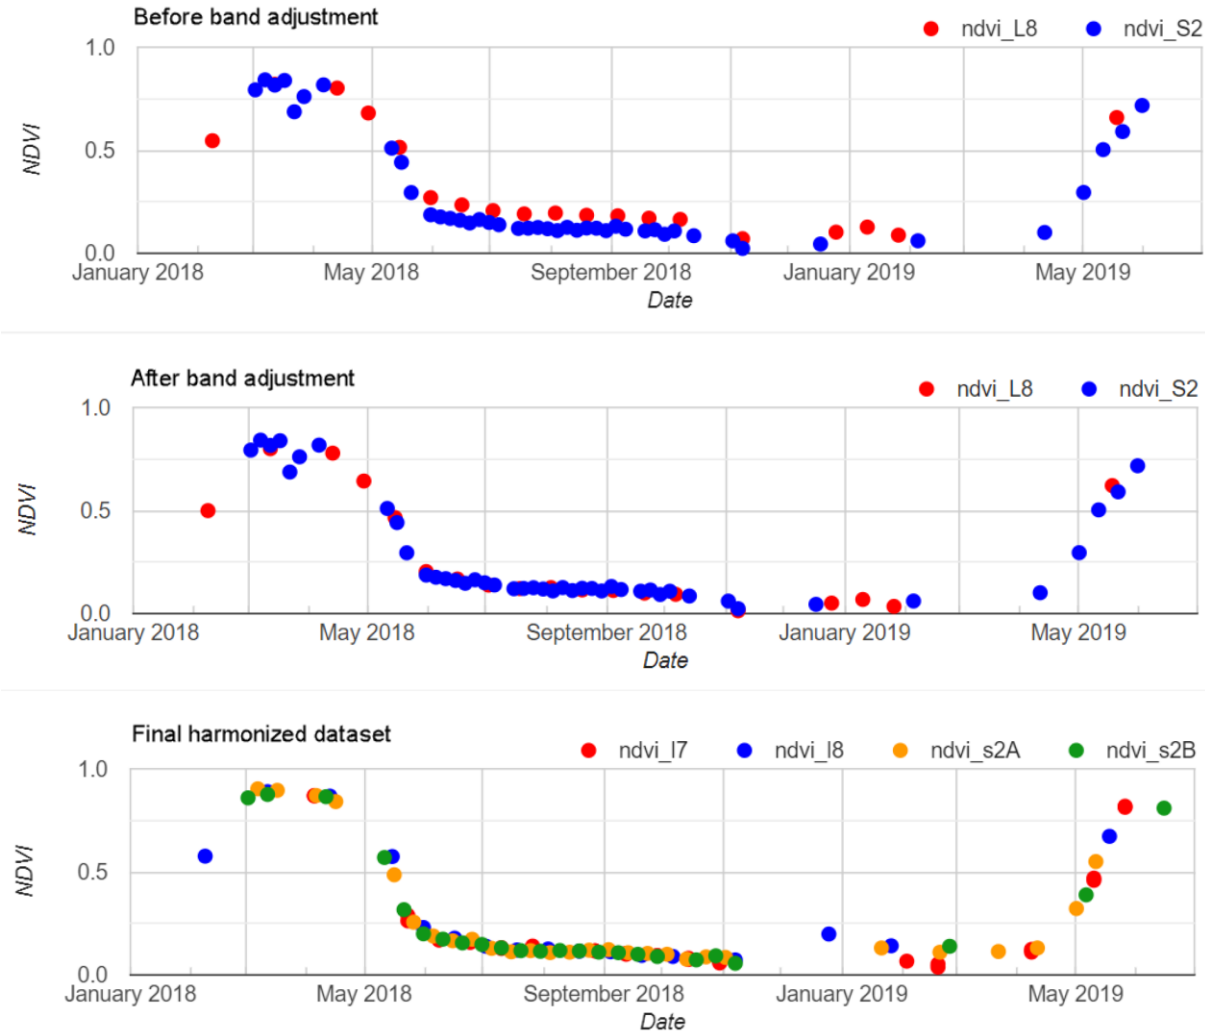 Before band adjustment
ndvi_L8 ndvi_S2
1.0
0.5
0.0
NDVI
January 2018 May 2018 September 2018 January 2019 May 2019
Date
After band adjustment
ndvi_L8 ndvi_S2
1.0
0.5
0.0
NDVI
January 2018 May 2018 September 2018 January 2019 May 2019
Date
Final harmonized dataset
ndvi_l7 ndvi_l8 ndvi_s2A ndvi_s2B
1.0
0.5
0.0
NDVI
January 2018 May 2018 September 2018 January 2019 May 2019
Date